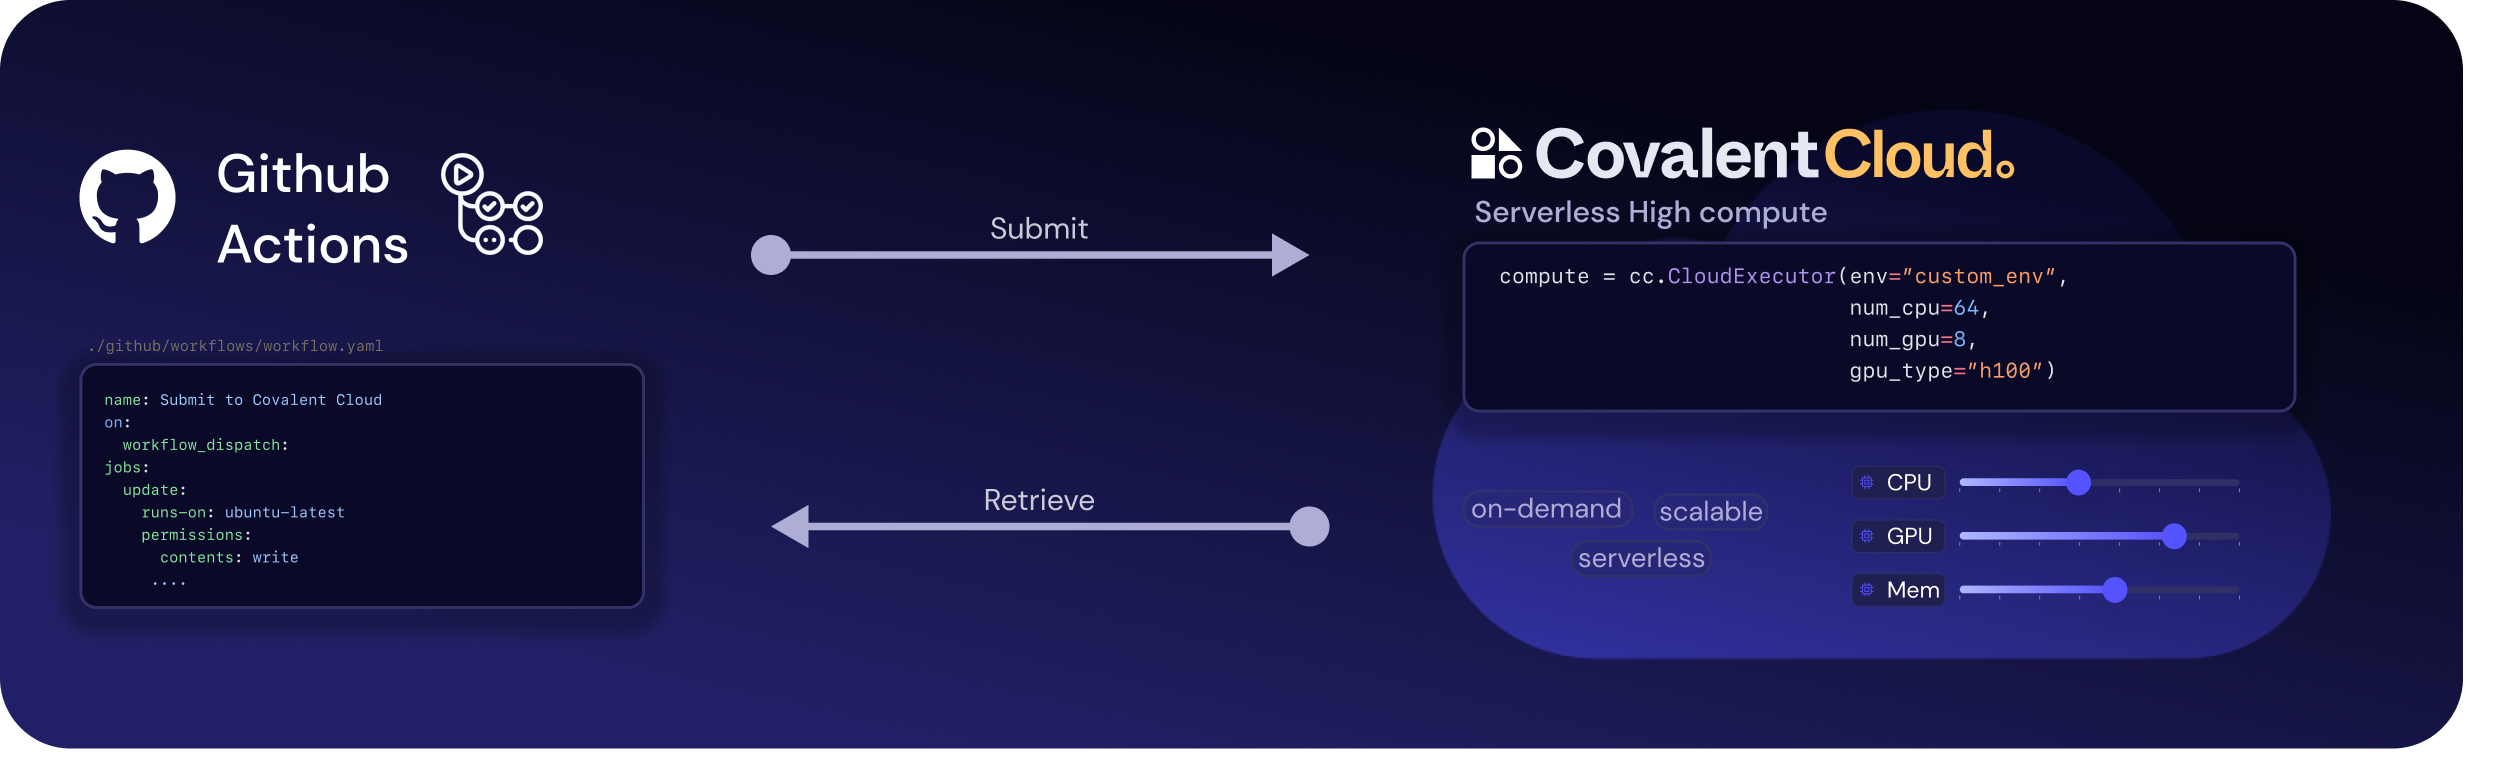 Github
Actions
./github/workflows/workflow.yaml
name: Submit to Covalent Cloud
on:
  workflow_dispatch:
jobs:
  update:
    runs-on: ubuntu-latest
    permissions:
      contents: write
     ....
Submit
Retrieve
Covalent Cloud
Serverless High compute
compute = cc.CloudExecutor(env="custom_env",
num_cpu=64,
num_gpu=8,
gpu_type="h100")
on-demand
scalable
serverless
CPU
GPU
Mem